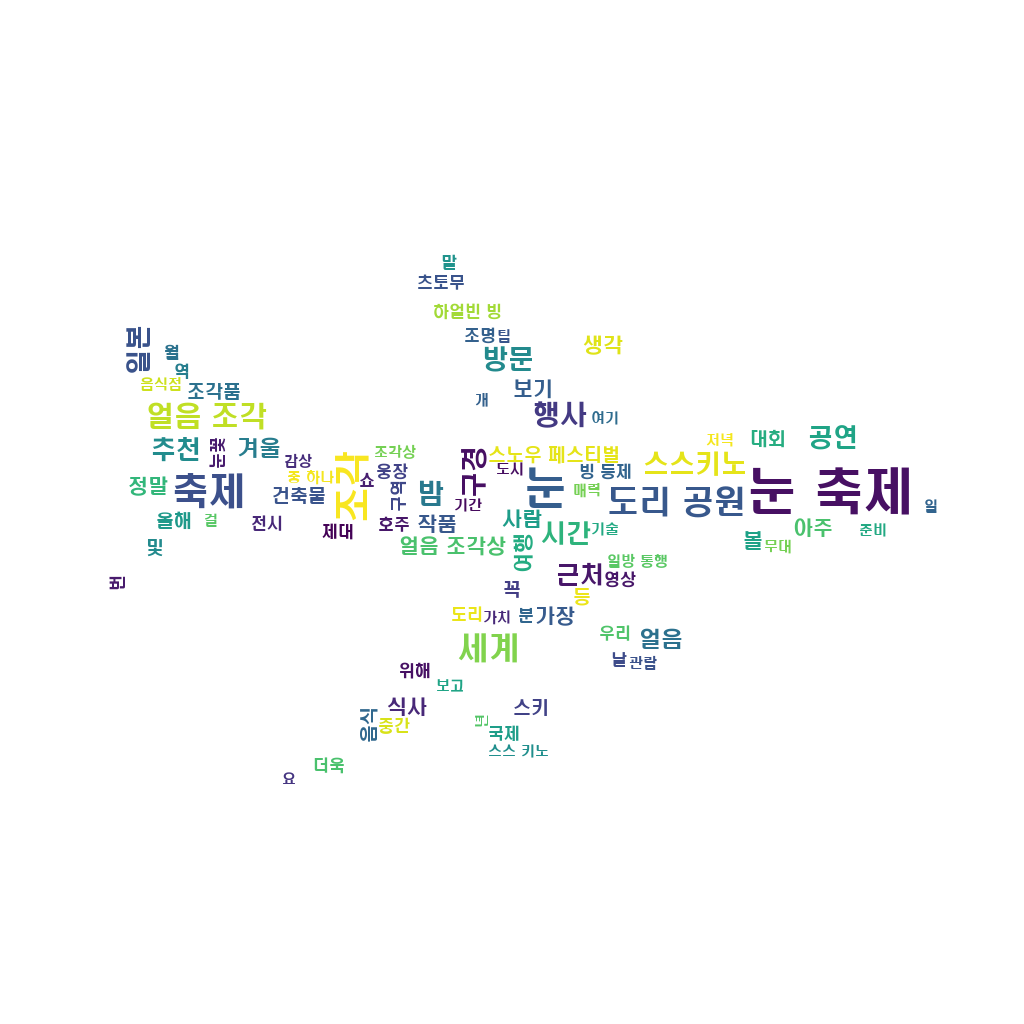 말
츠토무
하얼빈 빙
조명
팀
방문
생각
일본
월
역
음식점
조각품
보기
개
행사
여기
얼음 조각
추천
눈꽃
겨울
감상
조각상
저녁
대회
공연
정말
축제
중 하나
건축물
조각
쇼
웅장
구역
밤
구경
스노우 페스티벌
도시
기간
눈
빙 등제
매력
스스키노
도리 공원
눈 축제
일
올해
걸
전시
제대
호주
작품
사람
시간
기술
아주
준비
및
얼음 조각상
여행
볼
무대
번
근처
일방 통행
영상
꼭
등
도리
가치
분
가장
세계
우리
얼음
날
관람
위해
보고
식사
스키
음식
중간
년
국제
스스 키노
더욱
요